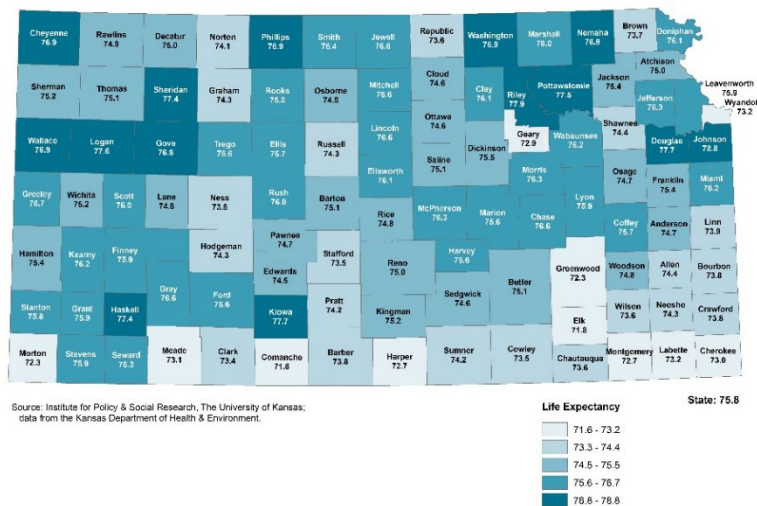 Cheyenne
76.9
Rawlins
74.9
Decatur
75.0
Norton
74.1
Phillips
76.9
Smith
76.4
Jewell
76.6
Republic
73.6
Washington
76.9
Marshall
76.0
Nemaha
76.8
Brown
73.7
Doniphan
76.1
Atchison
75.0
Leavenworth
75.9
Wyandot
73.2
Sherman
75.2
Thomas
75.1
Sheridan
77.4
Graham
74.3
Rooks
Osborne
74.5
Mitchell
76.6
Cloud
74.6
Clay
76.1
Riley
77.9
Pottawatomie
77.5
Jackson
75.4
Jefferson
76.3
Ottawa
74.6
Lincoln
76.6
Geary
72.9
Wabaunsee
76.2
Shawnee
74.4
Douglas
77.7
Johnson
78.8
Wallace
76.9
Logan
77.6
Gove
76.8
Trego
76.6
Ellis
76.7
Russell
74.3
Saline
75.1
Dickinson
75.5
Ellsworth
76.1
Morris
76.3
Osage
74.7
Franklin
75.4
Miami
76.2
Greeley
76.7
Wichita
75.2
Scott
76.0
Lane
74.5
Ness
73.5
Rush
76.0
Barton
75.1
Rice
74.8
McPherson
76.3
Marion
75.6
Chase
76.6
Lyon
75.9
Coffey
75.7
Anderson
74.7
Linn
73.9
Hamilton
75.4
Kearny
76.2
Finney
75.9
Hodgeman
74.3
Pawnee
74.7
Stafford
73.5
Edwards
74.5
Reno
75.0
Harvey
75.6
Butler
75.1
Greenwood
72.3
Woodson
74.8
Allen
74.4
Bourbon
73.8
Stanton
75.8
Grant
75.9
Haskell
77.4
Gray
76.6
Ford
75.6
Kiowa
77.7
Pratt
74.2
Kingman
75.2
Sedgwick
74.6
Elk
71.8
Wilson
73.6
Neosho
74.3
Crawford
73.8
Morton
72.3
Stevens
75.9
Seward
Meade
73.1
Clark
73.4
Comanche
71.6
Barber
73.8
Harper
72.7
Sumner
74.2
Cowley
73.5
Chautauqua
73.6
Montgomery
72.7
Labette
73.2
Cherokee
73.0
Source: Institute for Policy & Social Research, The University of Kansas;
data from the Kansas Department of Health & Environment.
State: 75.8
Life Expectancy
71.6 - 73.2
73.3 - 74.4
74.5 - 75.5
75.6 - 76.7
76.8 - 78.8